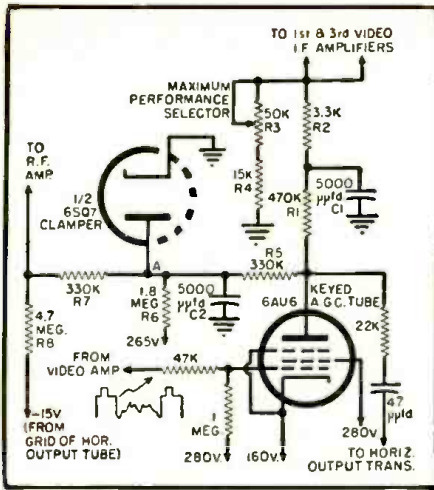 TO 1st & 3rd VIDEO
I.F. AMPLIFIERS
MAXIMUM
PERFORMANCE
SELECTOR
50K
R3
3.3K
R2
TO
R.F.
AMP.
1/2
6SQ7
CLAMPER
15K
R4
470K
R1
5000
µµfd
C1
A
R5
330K
330K
R7
1.8
MEG.
R6
5000
µµfd
C2
KEYED
A.G.C. TUBE
6AU6
4.7
MEG.
R8
265V
22K
FROM
VIDEO AMP
47K
47
µµfd
-15V
(FROM
GRID OF HOR.
OUTPUT TUBE)
1
MEG.
280V.
160V.
280V.
TO HORIZ.
OUTPUT TRANS.